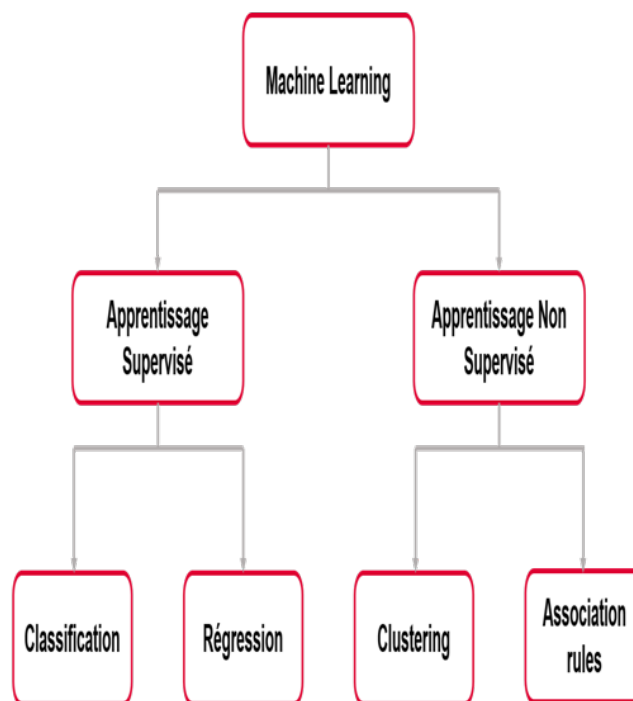 Machine Learning
Apprentissage
Supervisé
Apprentissage Non
Supervisé
Classification
Régression
Clustering
Association
rules